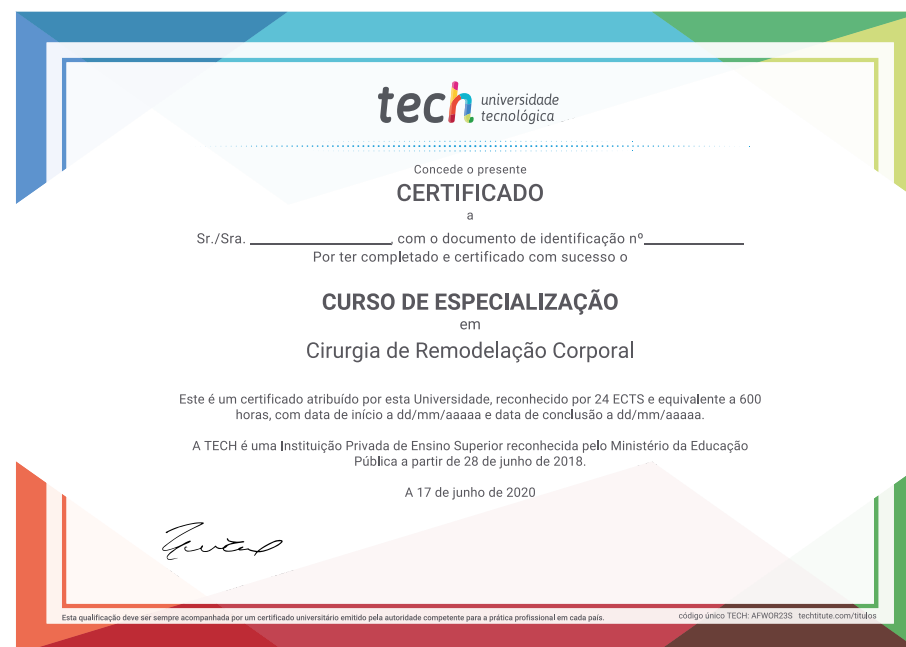 tech universidade
tecnológica
Concede o presente
CERTIFICADO
a
Sr./Sra. ________________, com o documento de identificação nº____________
Por ter completado e certificado com sucesso o
CURSO DE ESPECIALIZAÇÃO
em
Cirurgia de Remodelação Corporal
Este é um certificado atribuído por esta Universidade, reconhecido por 24 ECTS e equivalente a 600
horas, com data de início a dd/mm/aaaaa e data de conclusão a dd/mm/aaaaa.
A TECH é uma Instituição Privada de Ensino Superior reconhecida pelo Ministério da Educação
Pública a partir de 28 de junho de 2018.
A 17 de junho de 2020
Esta qualificação deve ser sempre acompanhada por um certificado universitário emitido pela autoridade competente para a prática profissional em cada país.
código único TECH: AFWOR23S techtitute.com/titulos